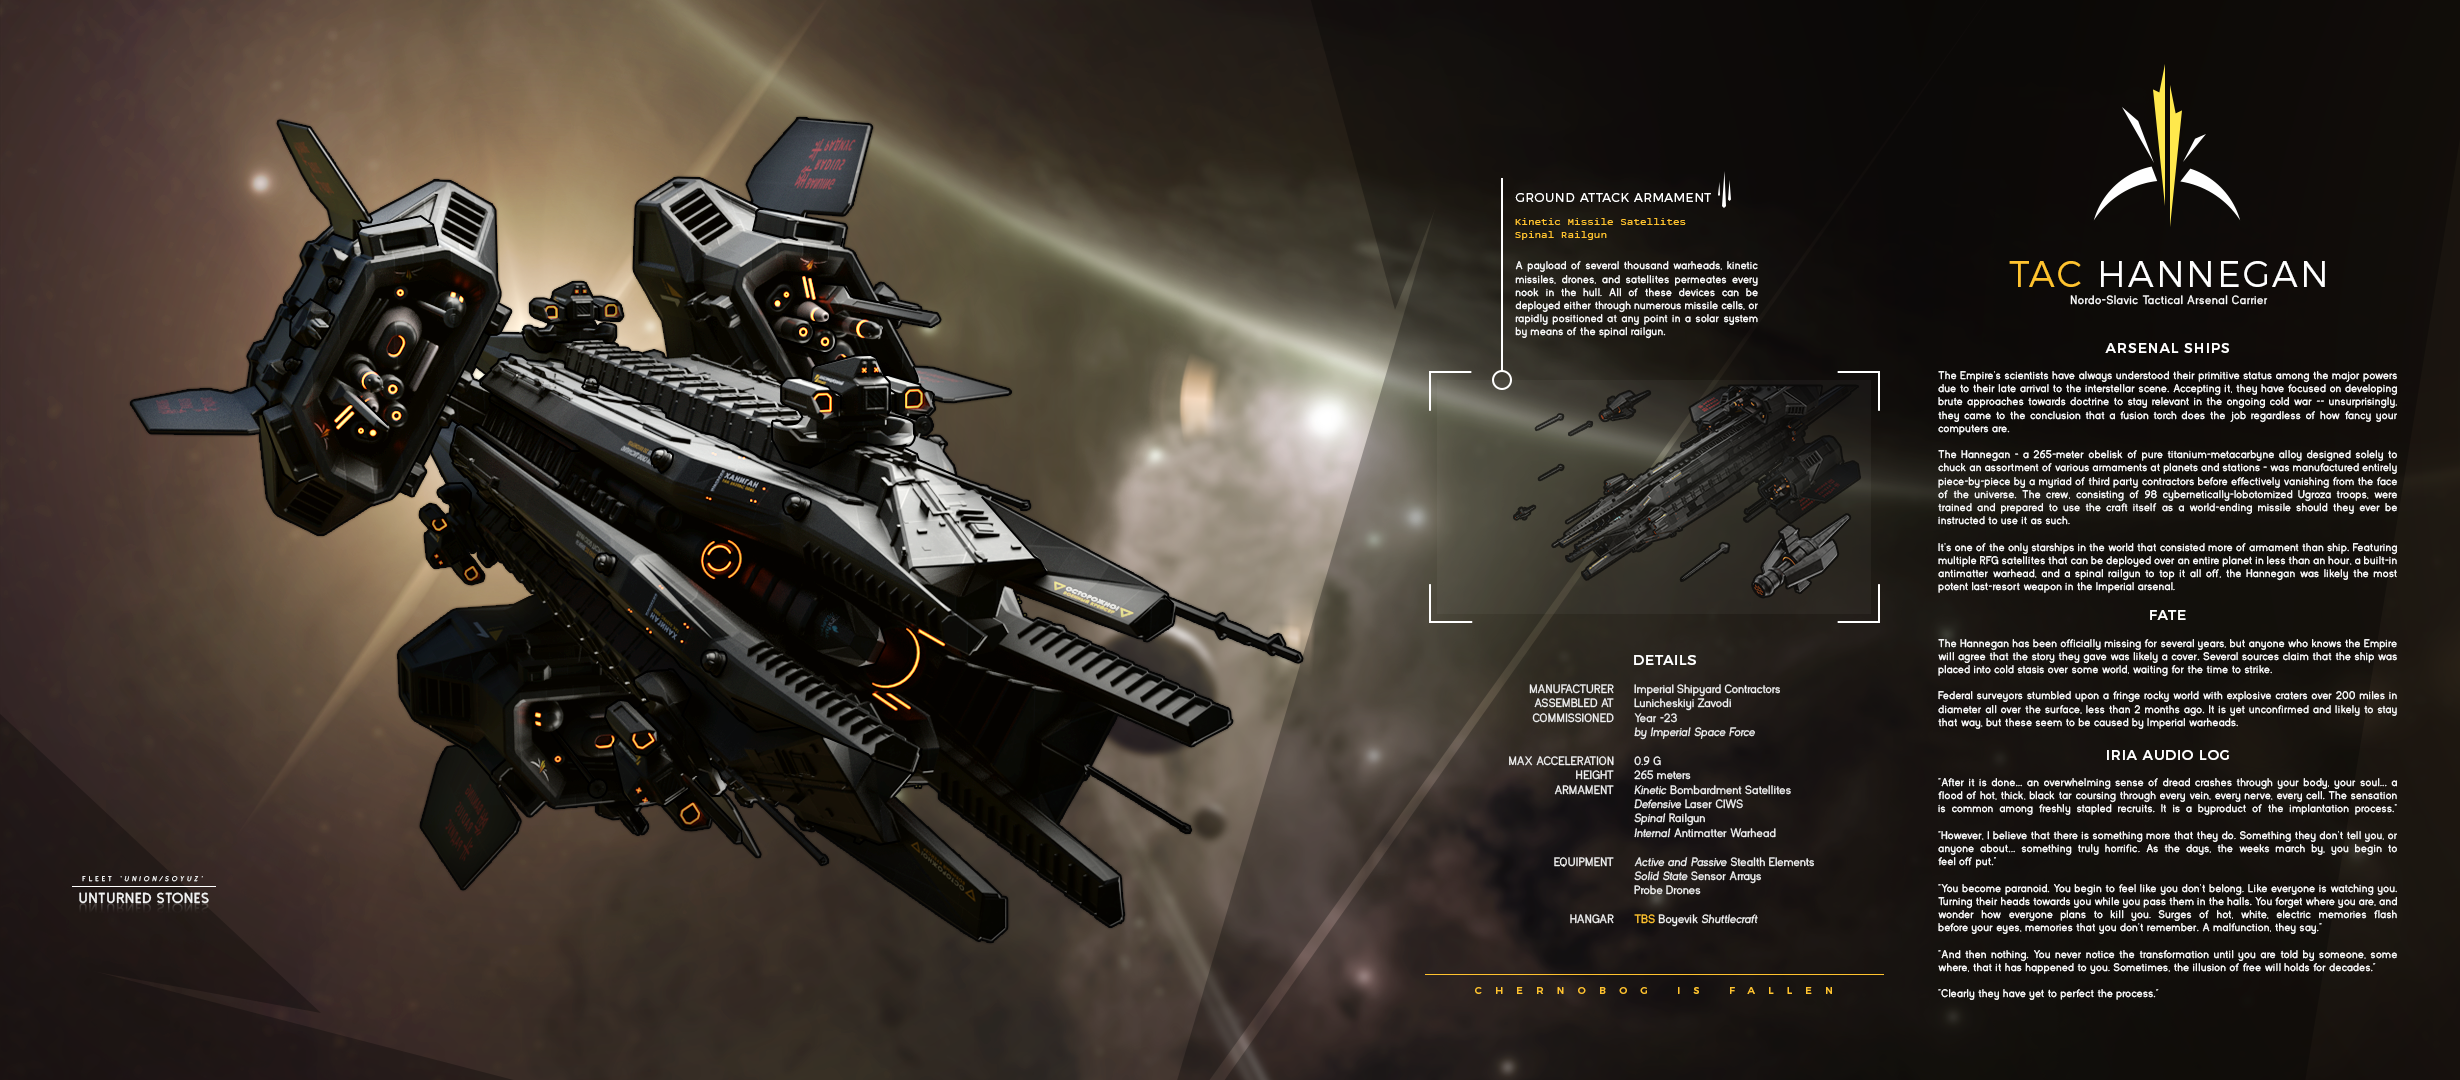 FLEET 'UNION/SOYUZ'
UNTURNED STONES
ХАНИГАН
ХАНИГАН
ОСТОРОЖНО!
GROUND ATTACK ARMAMENT
Kinetic Missile Satellites
Spinal Railgun
A payload of several thousand warheads, kinetic
missiles, drones, and satellites permeates every
nook in the hull. All of these devices can be
deployed either through numerous missile cells, or
rapidly positioned at any point in a solar system
by means of the spinal railgun.
DETAILS
MANUFACTURER Imperial Shipyard Contractors
ASSEMBLED AT Lunicheskiyi Zavodi
COMMISSIONED Year -23
by Imperial Space Force
MAX ACCELERATION 0.9 G
HEIGHT 265 meters
ARMAMENT Kinetic Bombardment Satellites
Defensive Laser CIWS
Spinal Railgun
Internal Antimatter Warhead
EQUIPMENT Active and Passive Stealth Elements
Solid State Sensor Arrays
Probe Drones
HANGAR TBS Boyevik Shuttlecraft
CHERNOBOG IS FALLEN
TAC HANNEGAN
Nordo-Slavic Tactical Arsenal Carrier
ARSENAL SHIPS
The Empire's scientists have always understood their primitive status among the major powers
due to their late arrival to the interstellar scene. Accepting it, they have focused on developing
brute approaches towards doctrine to stay relevant in the ongoing cold war -- unsurprisingly,
they came to the conclusion that a fusion torch does the job regardless of how fancy your
computers are.
The Hannegan - a 265-meter obelisk of pure titanium-metacarbyne alloy designed solely to
chuck an assortment of various armaments at planets and stations - was manufactured entirely
piece-by-piece by a myriad of third party contractors before effectively vanishing from the face
of the universe. The crew, consisting of 98 cybernetically-lobotomized Ugroza troops, were
trained and prepared to use the craft itself as a world-ending missile should they ever be
instructed to use it as such.
It's one of the only starships in the world that consisted more of armament than ship. Featuring
multiple RFG satellites that can be deployed over an entire planet in less than an hour, a built-in
antimatter warhead, and a spinal railgun to top it all off, the Hannegan was likely the most
potent last-resort weapon in the Imperial arsenal.
FATE
The Hannegan has been officially missing for several years, but anyone who knows the Empire
will agree that the story they gave was likely a cover. Several sources claim that the ship was
placed into cold stasis over some world, waiting for the time to strike.
Federal surveyors stumbled upon a fringe rocky world with explosive craters over 200 miles in
diameter all over the surface, less than 2 months ago. It is yet unconfirmed and likely to stay
that way, but these seem to be caused by Imperial warheads.
IRIA AUDIO LOG
"After it is done... an overwhelming sense of dread crashes through your body, your soul... a
flood of hot, thick, black tar coursing through every vein, every nerve, every cell. The sensation
is common among freshly stapled recruits. It is a byproduct of the implantation process."
"However, I believe that there is something more that they do. Something they don't tell you, or
anyone about... something truly horrific. As the days, the weeks march by, you begin to
feel off put."
"You become paranoid. You begin to feel like you don't belong. Like everyone is watching you.
Turning their heads towards you while you pass them in the halls. You forget where you are, and
wonder how everyone plans to kill you. Surges of hot, white, electric memories flash
before your eyes, memories that you don't remember. A malfunction, they say."
"And then nothing. You never notice the transformation until you are told by someone, some
where, that it has happened to you. Sometimes, the illusion of free will holds for decades."
"Clearly they have yet to perfect the process."